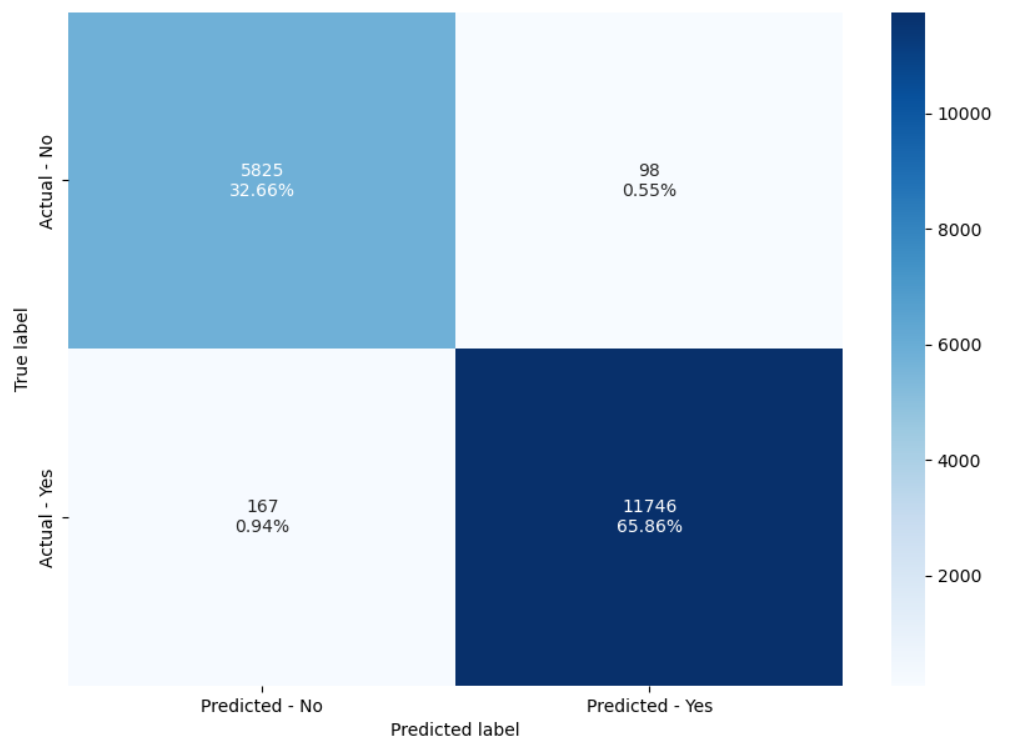 Actual - No
5825
32.66%
98
0.55%
10000
8000
6000
4000
2000
True label
Actual - Yes
167
0.94%
11746
65.86%
Predicted - No
Predicted - Yes
Predicted label